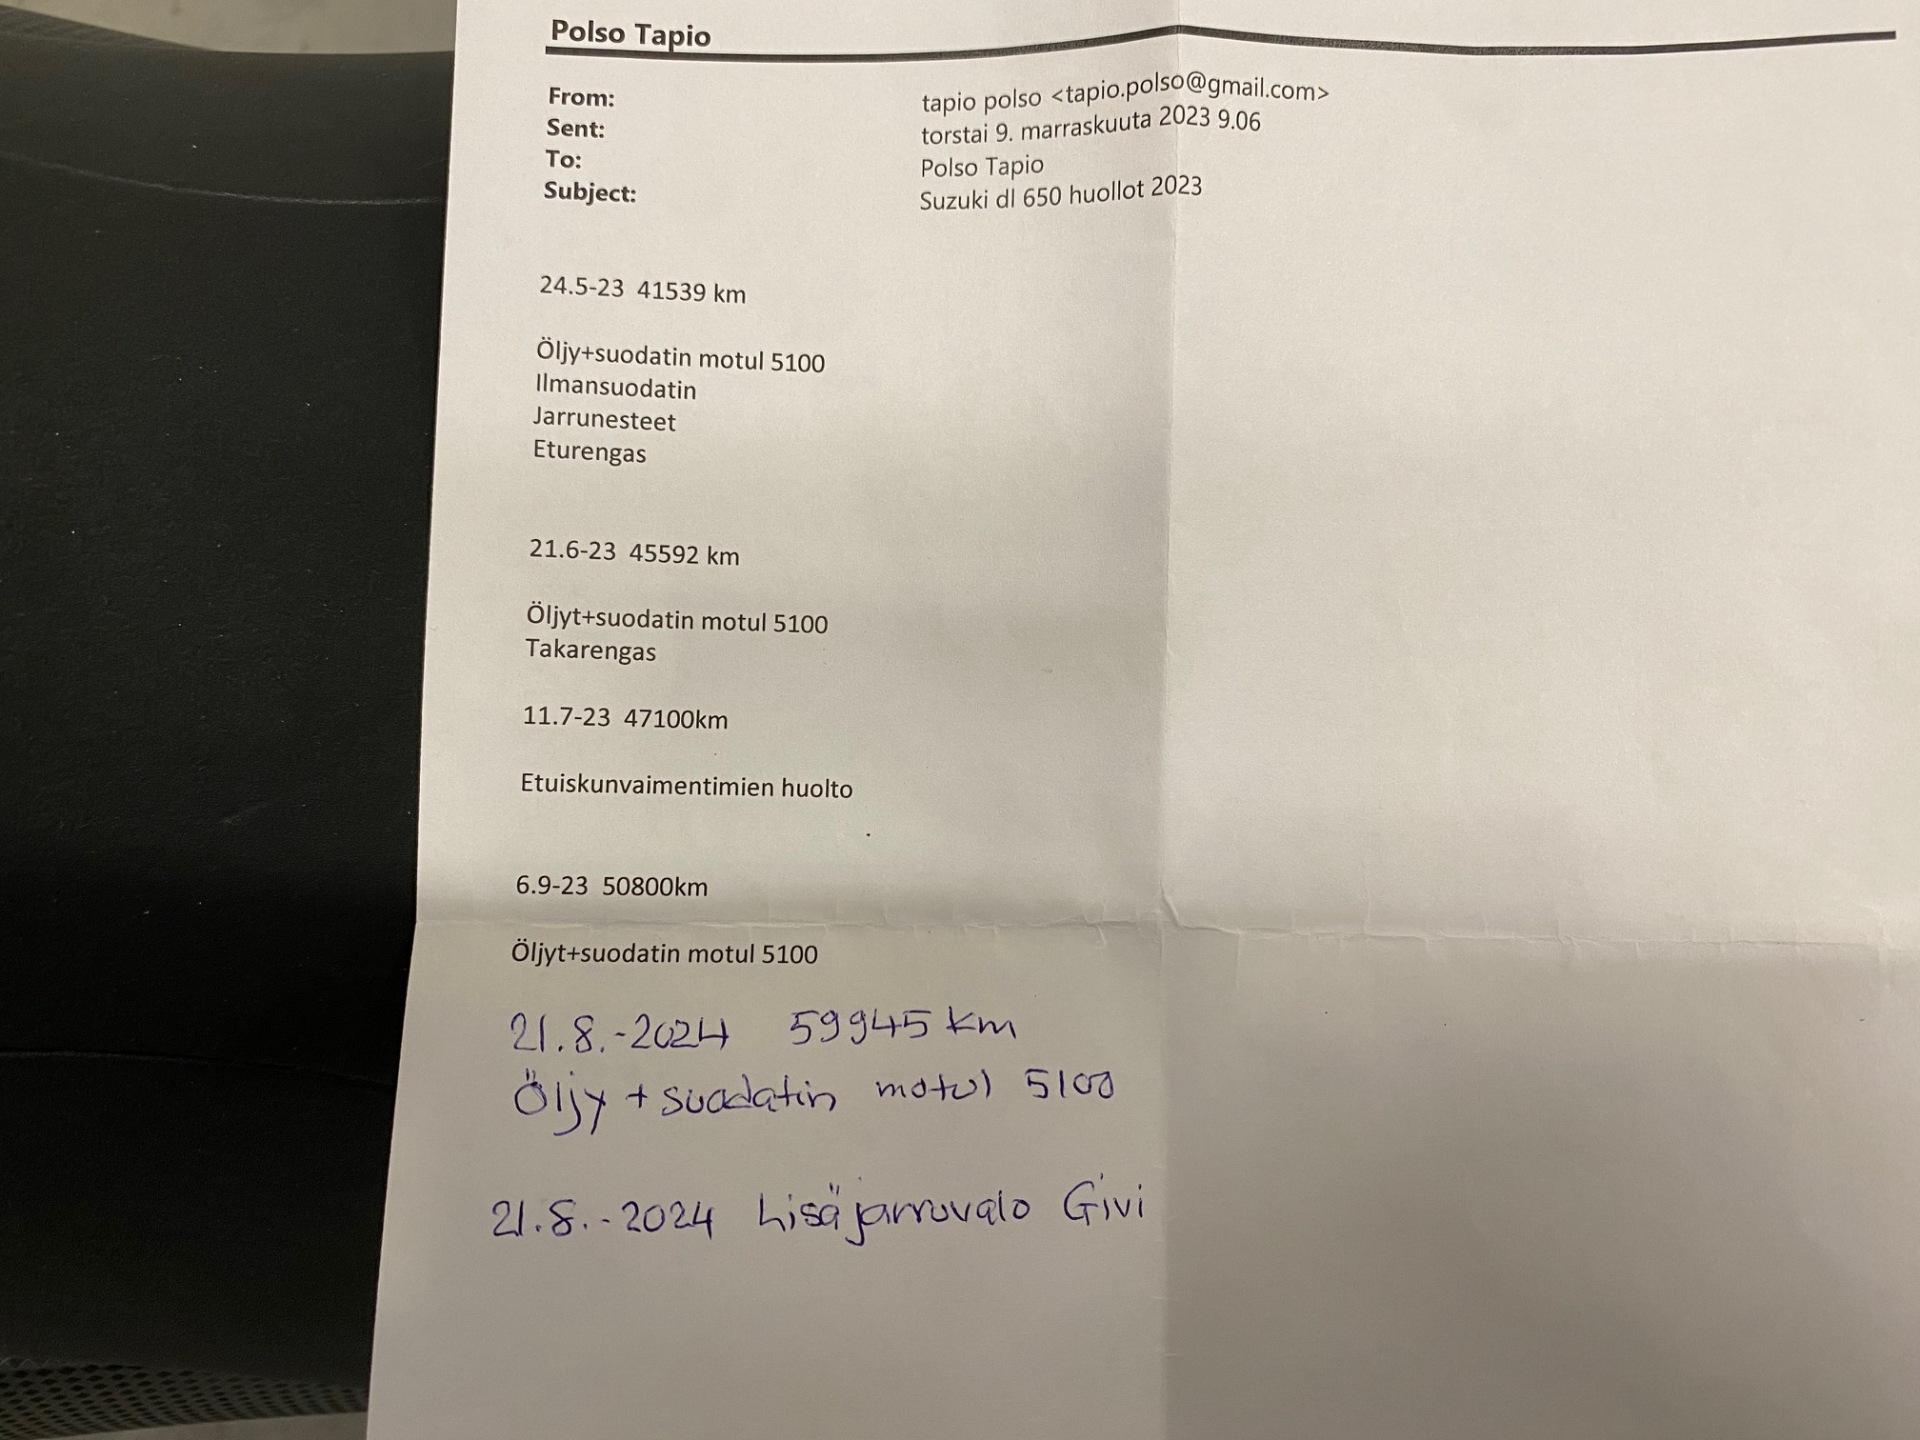 Polso Tapio
From: tapio polso <tapio.polso@gmail.com>
Sent: torstai 9. marraskuuta 2023 9.06
To: Polso Tapio
Subject: Suzuki dl 650 huollot 2023
24.5-23 41539 km
Öljy+suodatin motul 5100
Ilmansuodatin
Jarrunesteet
Eturengas
21.6-23 45592 km
Öljyt+suodatin motul 5100
Takarengas
11.7-23 47100km
Etuiskunvaimentimien huolto
6.9-23 50800km
Öljyt+suodatin motul 5100
21.8.-2024 59945 km
Öljy + suodatin motul 5100
21.8.-2024 Lisäjarruvalo Givi